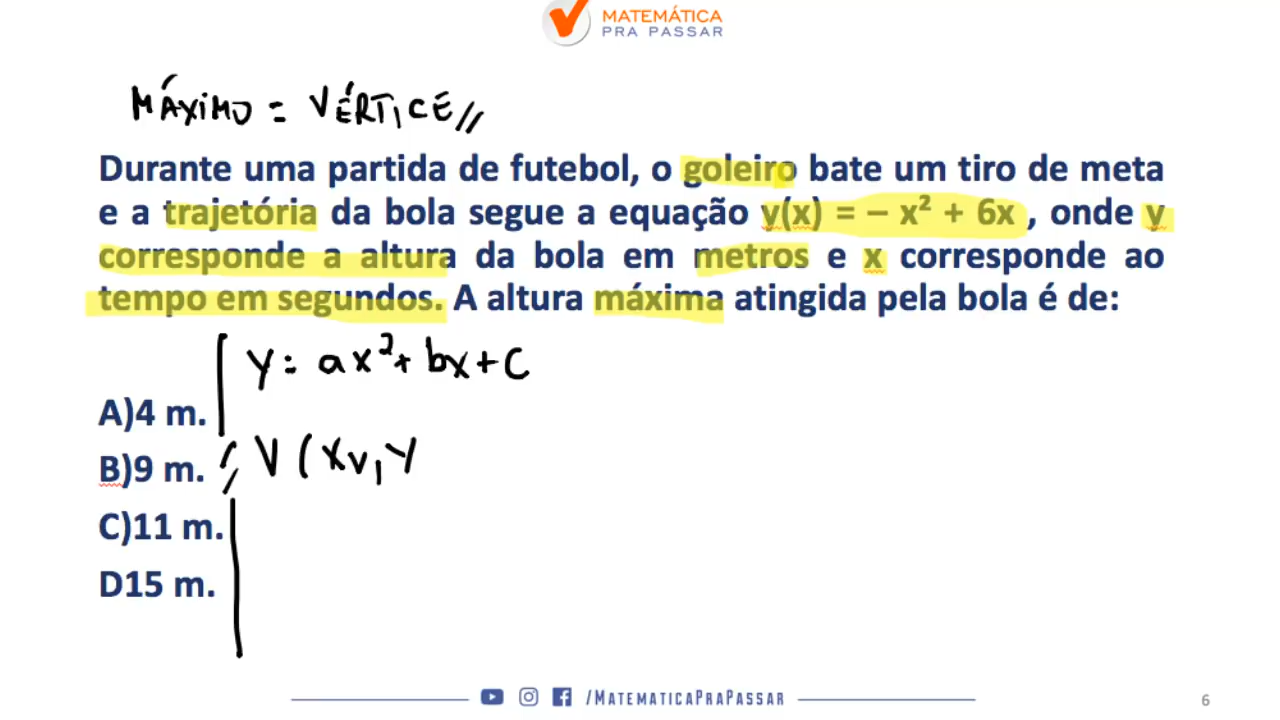 MATEMÁTICA
PRA PASSAR
MÁXIMO = VÉRTICE//
Durante uma partida de futebol, o goleiro bate um tiro de meta
e a trajetória da bola segue a equação y(x) = – x² + 6x , onde y
corresponde a altura da bola em metros e x corresponde ao
tempo em segundos. A altura máxima atingida pela bola é de:
y = ax² + bx + c
A)4 m.
V (Xv, Y
B)9 m.
C)11 m.
D15 m.
/MatematicaPraPassar
6